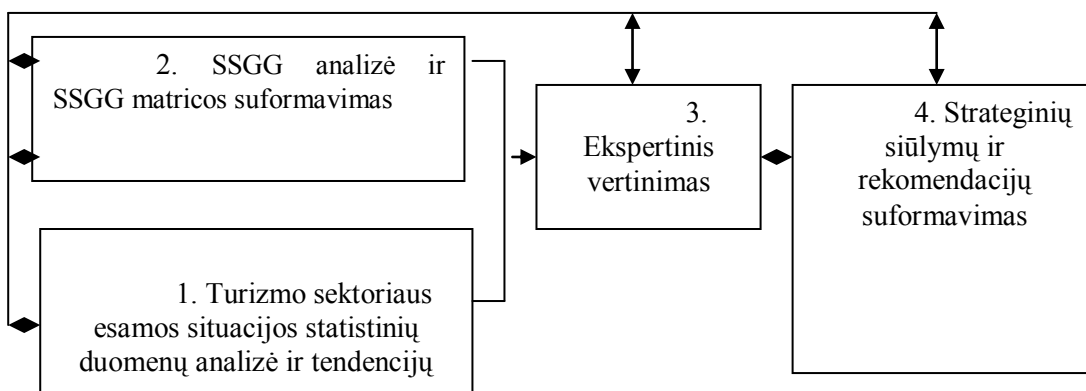 2. SSGG analizė ir
SSGG matricos suformavimas
3.
Ekspertinis
vertinimas
4. Strateginių
siūlymų ir
rekomendacijų
suformavimas
1. Turizmo sektoriaus
esamos situacijos statistinių
duomenų analizė ir tendencijų